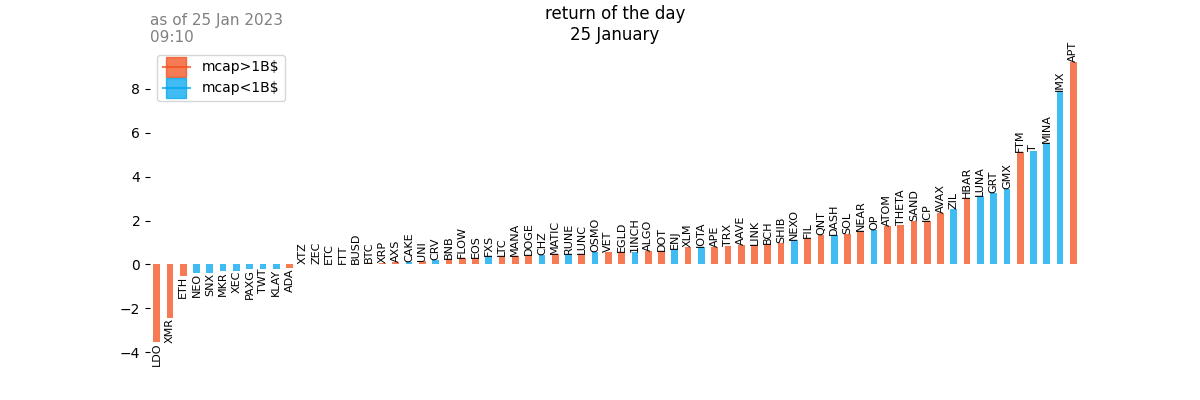 as of 25 Jan 2023
09:10
return of the day
25 January
mcap>1B$
mcap<1B$
8
6
4
2
0
−2
−4
LDO
XMR
ETH
NEO
SNX
MKR
XEC
PAXG
TWT
KLAY
ADA
XTZ
ZEC
ETC
FTT
BUSD
BTC
XRP
AXS
CAKE
UNI
CRV
BNB
FLOW
EOS
FXS
LTC
MANA
DOGE
CHZ
MATIC
RUNE
LUNC
OSMO
VET
EGLD
1INCH
ALGO
DOT
ENJ
XLM
IOTA
APE
TRX
AAVE
LINK
BCH
SHIB
NEXO
FIL
QNT
DASH
SOL
NEAR
OP
ATOM
THETA
SAND
ICP
AVAX
ZIL
HBAR
LUNA
GRT
GMX
FTM
T
MINA
IMX
APT